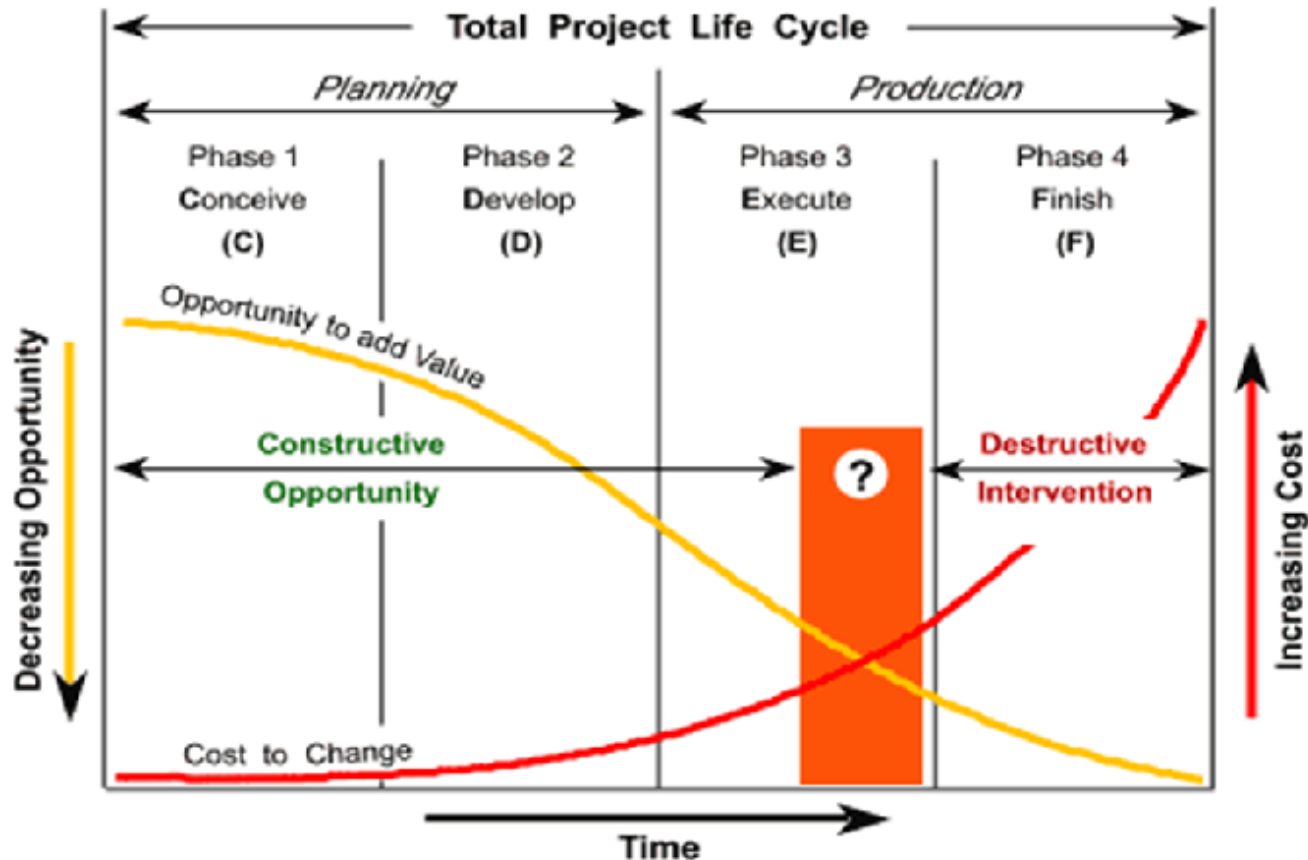 Total Project Life Cycle
Planning
Production
Phase 1
Conceive
(C)
Phase 2
Develop
(D)
Phase 3
Execute
(E)
Phase 4
Finish
(F)
Opportunity to add Value
Constructive
Opportunity
?
Destructive
Intervention
Cost to Change
Decreasing Opportunity
Increasing Cost
Time